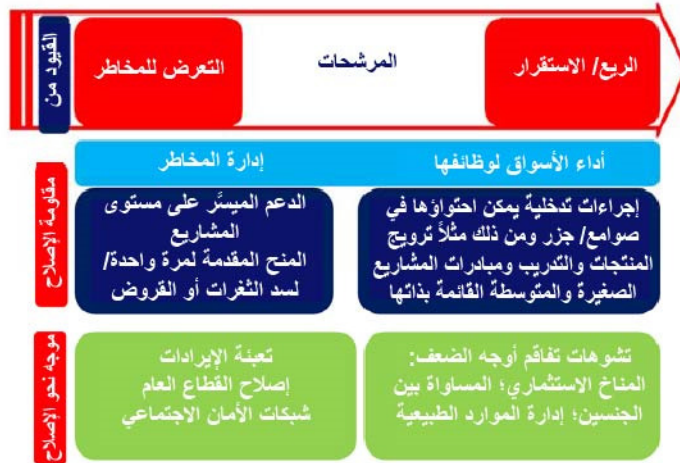 القيود من
التعرض للمخاطر
المرشحات
الريع/ الاستقرار
إدارة المخاطر
أداء الأسواق لوظائفها
مقاومة الإصلاح
الدعم الميسَّر على مستوى
المشاريع
المنح المقدمة لمرة واحدة/
لسد الثغرات أو القروض
إجراءات تدخلية يمكن احتواؤها في
صوامع/ جزر ومن ذلك مثلاً ترويج
المنتجات والتدريب ومبادرات المشاريع
الصغيرة والمتوسطة القائمة بذاتها
موجه نحو الإصلاح
تعبئة الإيرادات
إصلاح القطاع العام
شبكات الأمان الاجتماعي
تشوهات تفاقم أوجه الضعف:
المناخ الاستثماري؛ المساواة بين
الجنسين؛ إدارة الموارد الطبيعية